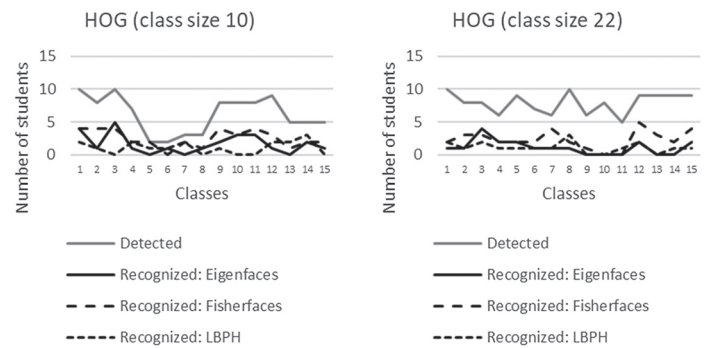 HOG (class size 10)
15
10
5
0
Number of students
1 2 3 4 5 6 7 8 9 10 11 12 13 14 15
Classes
Detected
Recognized: Eigenfaces
Recognized: Fisherfaces
Recognized: LBPH
HOG (class size 22)
15
10
5
0
Number of students
1 2 3 4 5 6 7 8 9 10 11 12 13 14 15
Classes
Detected
Recognized: Eigenfaces
Recognized: Fisherfaces
Recognized: LBPH